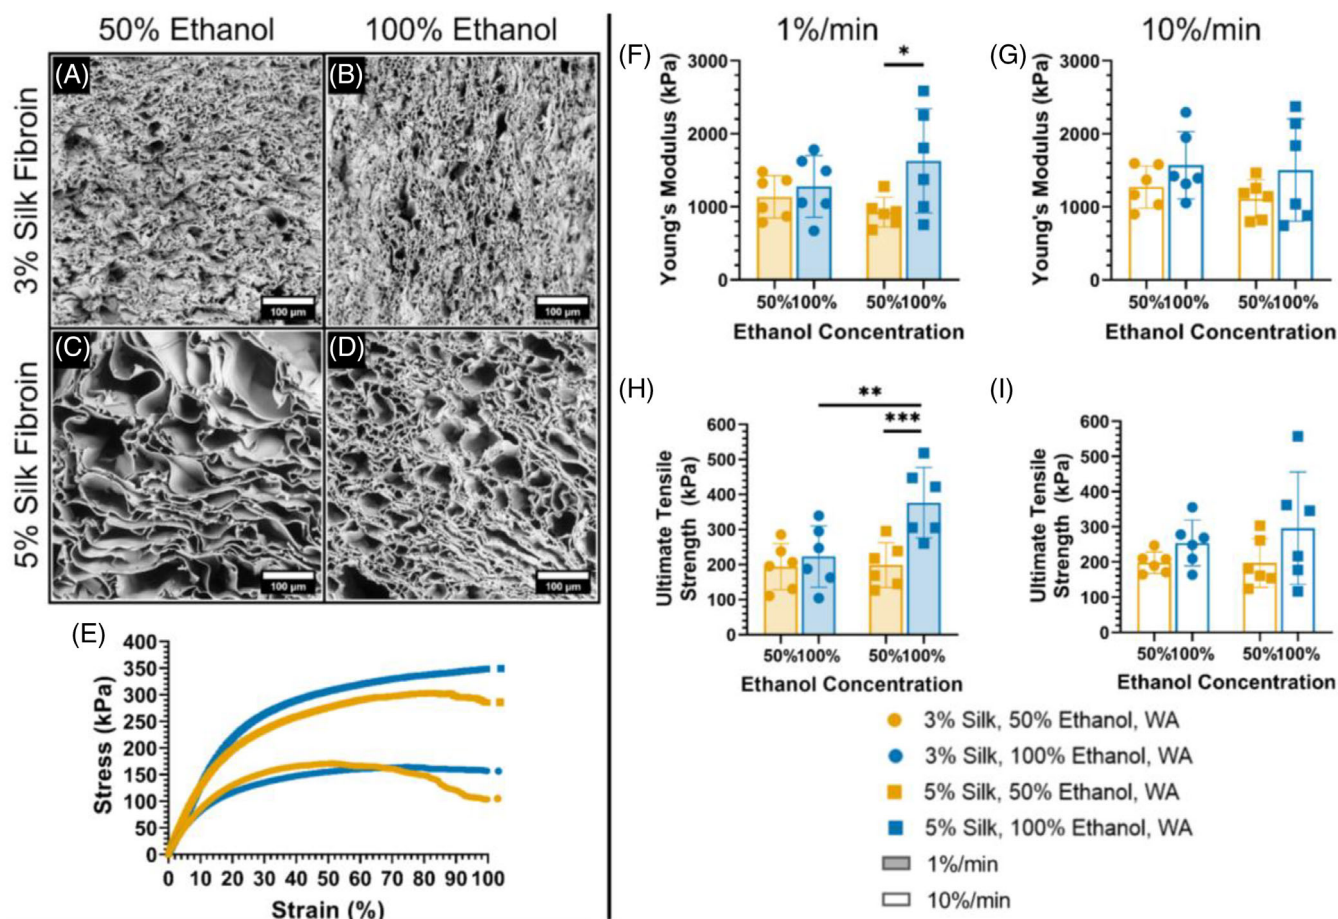 50% Ethanol
100% Ethanol
3% Silk Fibroin
5% Silk Fibroin
(A)
100 µm
(B)
100 µm
(C)
100 µm
(D)
100 µm
(E)
Stress (kPa)
400
350
300
250
200
150
100
50
0
0 10 20 30 40 50 60 70 80 90 100
Strain (%)
1%/min
10%/min
(F)
Young's Modulus (kPa)
3000
2000
1000
0
*
50%100% 50%100%
Ethanol Concentration
(G)
Young's Modulus (kPa)
3000
2000
1000
0
50%100% 50%100%
Ethanol Concentration
(H)
Ultimate Tensile
Strength (kPa)
600
500
400
300
200
100
0
**
***
50%100% 50%100%
Ethanol Concentration
(I)
Ultimate Tensile
Strength (kPa)
600
500
400
300
200
100
0
50%100% 50%100%
Ethanol Concentration
3% Silk, 50% Ethanol, WA
3% Silk, 100% Ethanol, WA
5% Silk, 50% Ethanol, WA
5% Silk, 100% Ethanol, WA
1%/min
10%/min